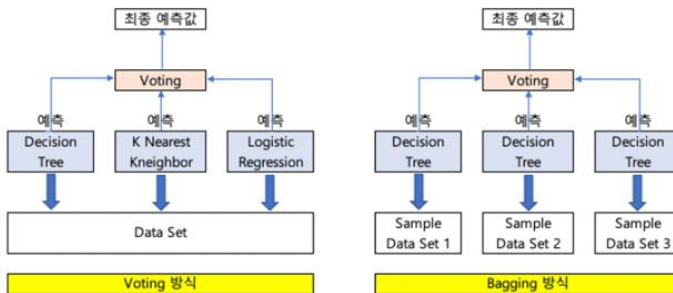 최종 예측값
Voting
예측 예측 예측
Decision Tree
K Nearest Kneighbor
Logistic Regression
Data Set
Voting 방식
최종 예측값
Voting
예측 예측 예측
Decision Tree
Decision Tree
Decision Tree
Sample Data Set 1
Sample Data Set 2
Sample Data Set 3
Bagging 방식